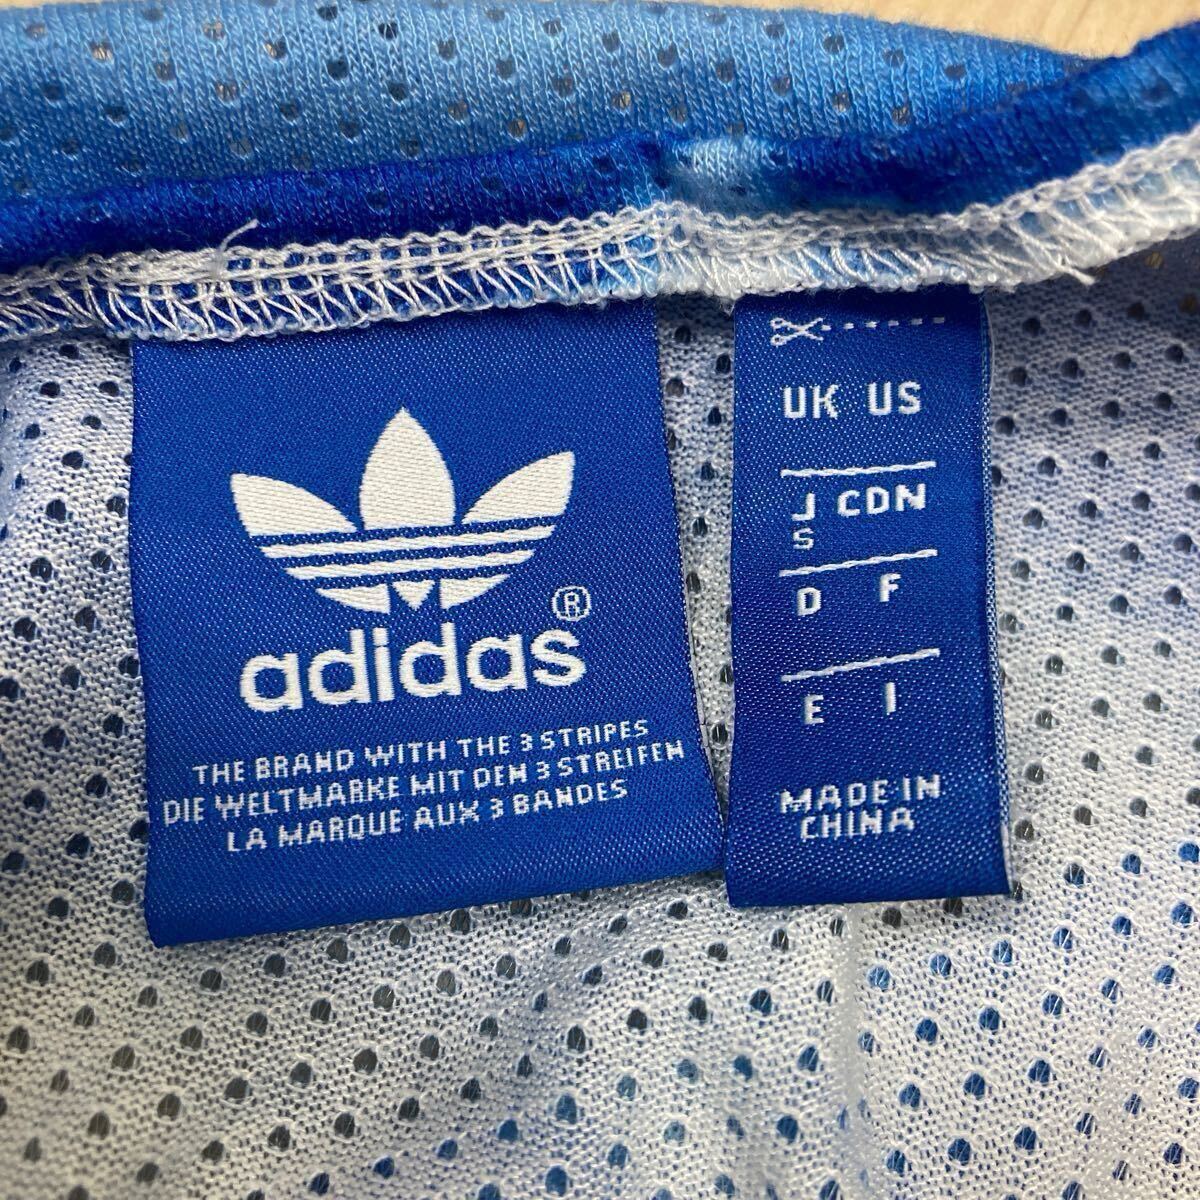 adidas®
THE BRAND WITH THE 3 STRIPES
DIE WELTMARKE MIT DEN 3 STREIFEN
LA MARQUE AUX 3 BANDES
UK US
J CDN
S
D F
E I
MADE IN
CHINA